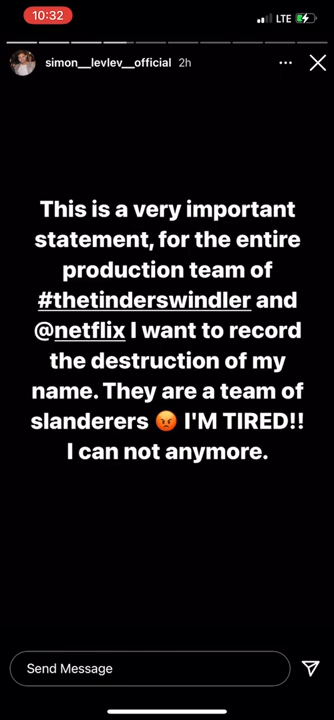 10:32
LTE
simon__levlev__official 2h
This is a very important
statement, for the entire
production team of
#thetinderswindler and
@netflix I want to record
the destruction of my
name. They are a team of
slanderers 😡 I'M TIRED!!
I can not anymore.
Send Message